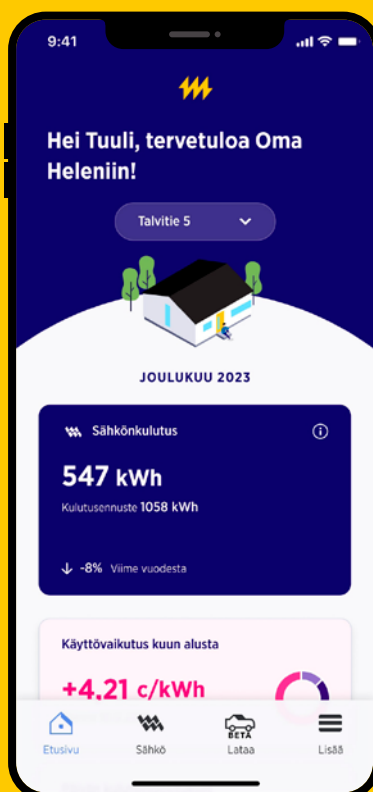 9:41
Hei Tuuli, tervetuloa Oma
Heleniin!
Talvitie 5
JOULUKUU 2023
Sähkönkulutus
547 kWh
Kulutusennuste 1058 kWh
-8% Viime vuodesta
Käyttövaikutus kuun alusta
+4,21 c/kWh
BETA
Etusivu Sähkö Lataa Lisää